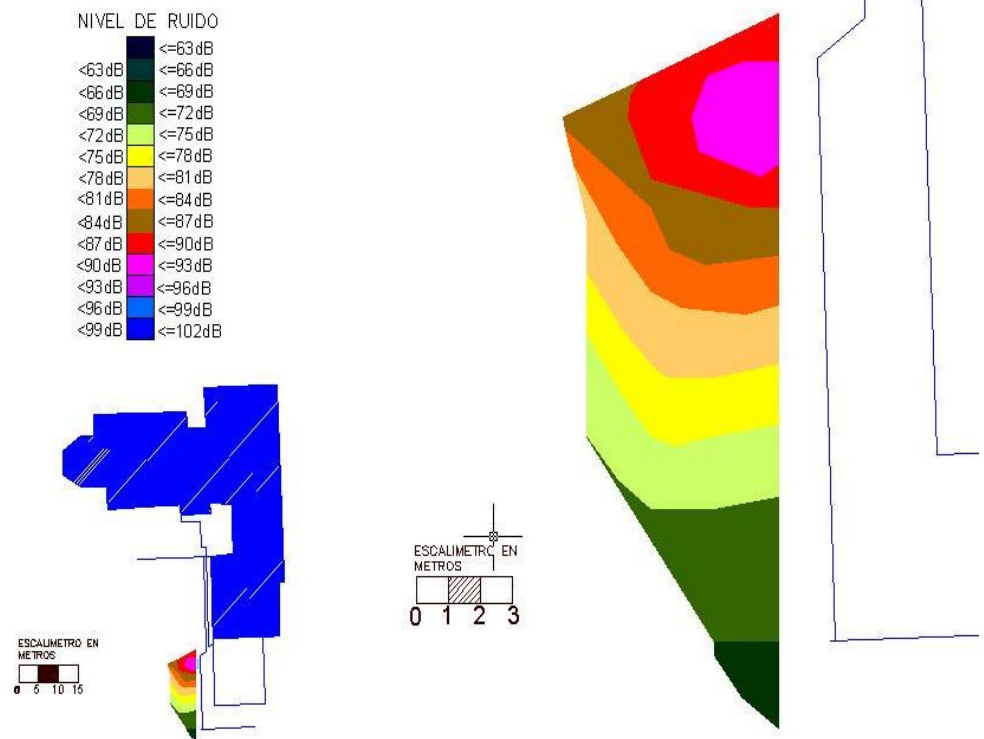 NIVEL DE RUIDO
<=63dB
<63dB <=66dB
<66dB <=69dB
<69dB <=72dB
<72dB <=75dB
<75dB <=78dB
<78dB <=81dB
<81dB <=84dB
<84dB <=87dB
<87dB <=90dB
<90dB <=93dB
<93dB <=96dB
<96dB <=99dB
<99dB <=102dB
ESCALIMETRO EN
METROS
0 1 2 3
ESCALIMETRO EN
METROS
0 5 10 15